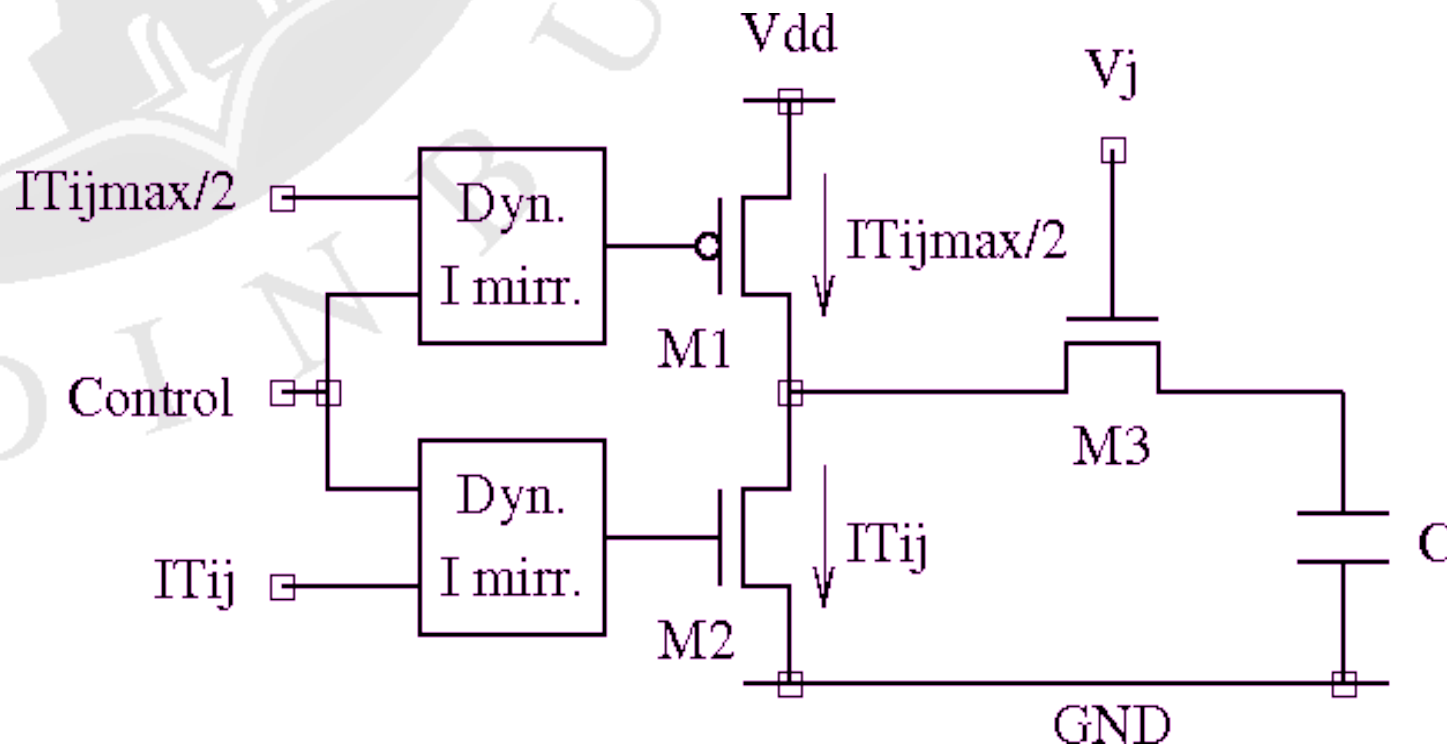 Vdd
Vj
ITijmax/2
Dyn.
I mirr.
ITijmax/2
M1
Control
M3
Dyn.
I mirr.
ITij
ITij
M2
GND
D I N B U